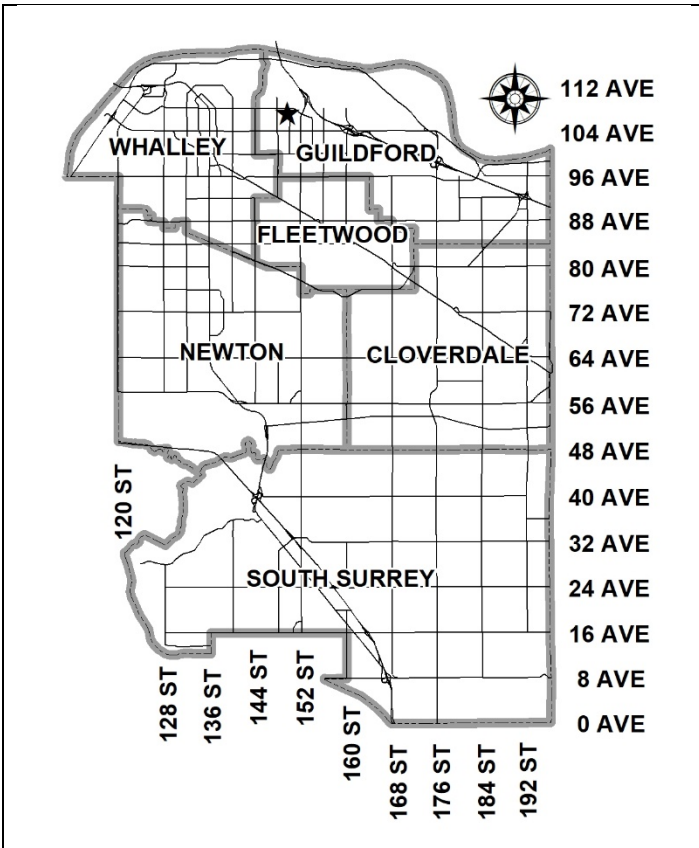 112 AVE
104 AVE
WHALLEY
GUILDFORD
96 AVE
88 AVE
FLEETWOOD
80 AVE
72 AVE
NEWTON
CLOVERDALE
64 AVE
56 AVE
48 AVE
120 ST
40 AVE
32 AVE
SOUTH SURREY
24 AVE
16 AVE
8 AVE
0 AVE
128 ST
136 ST
144 ST
152 ST
160 ST
168 ST
176 ST
184 ST
192 ST